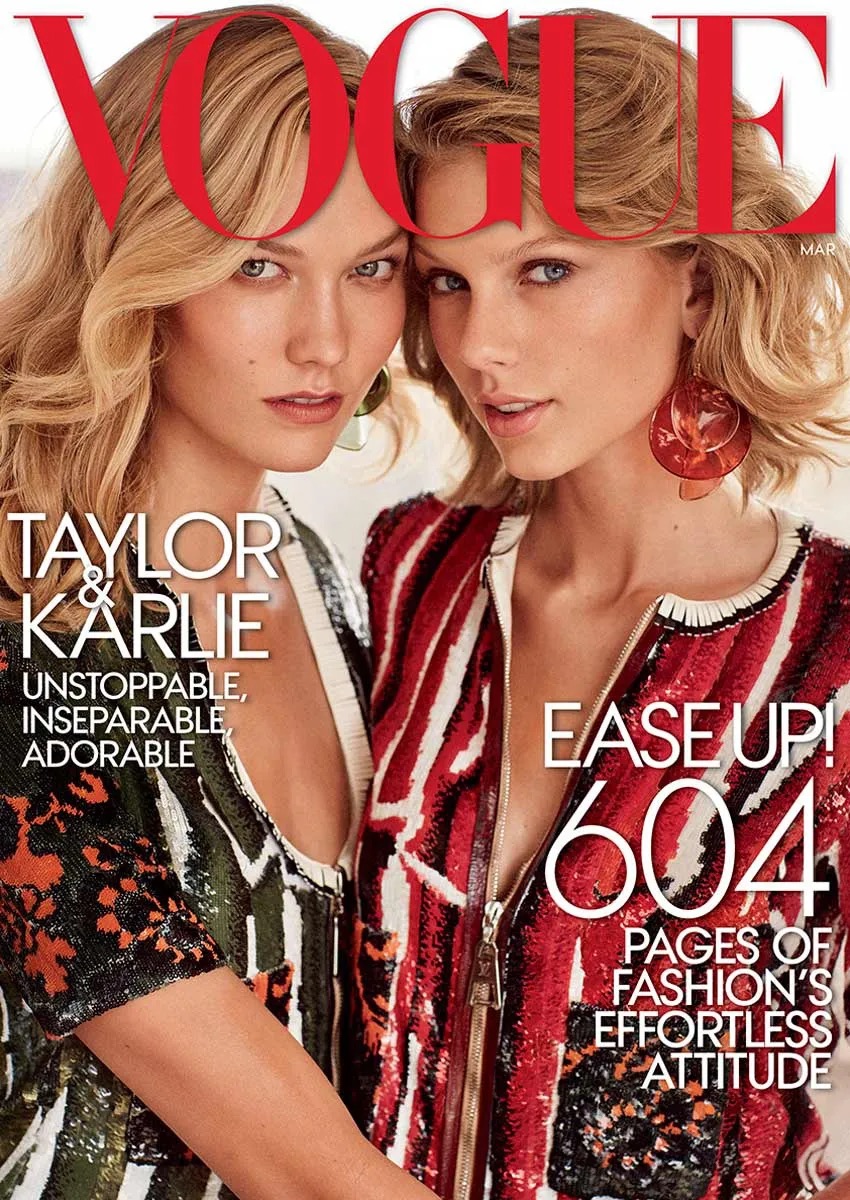 VOGUE
MAR
TAYLOR
&
KARLIE
UNSTOPPABLE,
INSEPARABLE,
ADORABLE
EASE UP!
604
PAGES OF
FASHION'S
EFFORTLESS
ATTITUDE